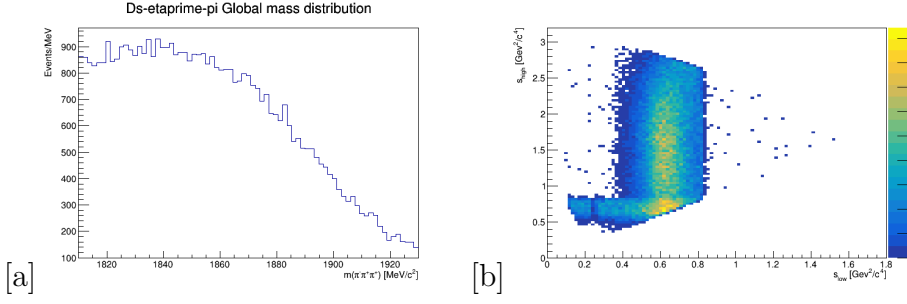 Ds-etaprime-pi Global mass distribution
Events/MeV
900
800
700
600
500
400
300
200
100
1820 1840 1860 1880 1900 1920
m(π⁻π⁺π⁺) [MeV/c²]
[a]
s_high [Gev²/c⁴]
3
2.5
2
1.5
1
0.5
0
0 0.2 0.4 0.6 0.8 1 1.2 1.4 1.6 1.8
s_low [Gev²/c⁴]
[b]